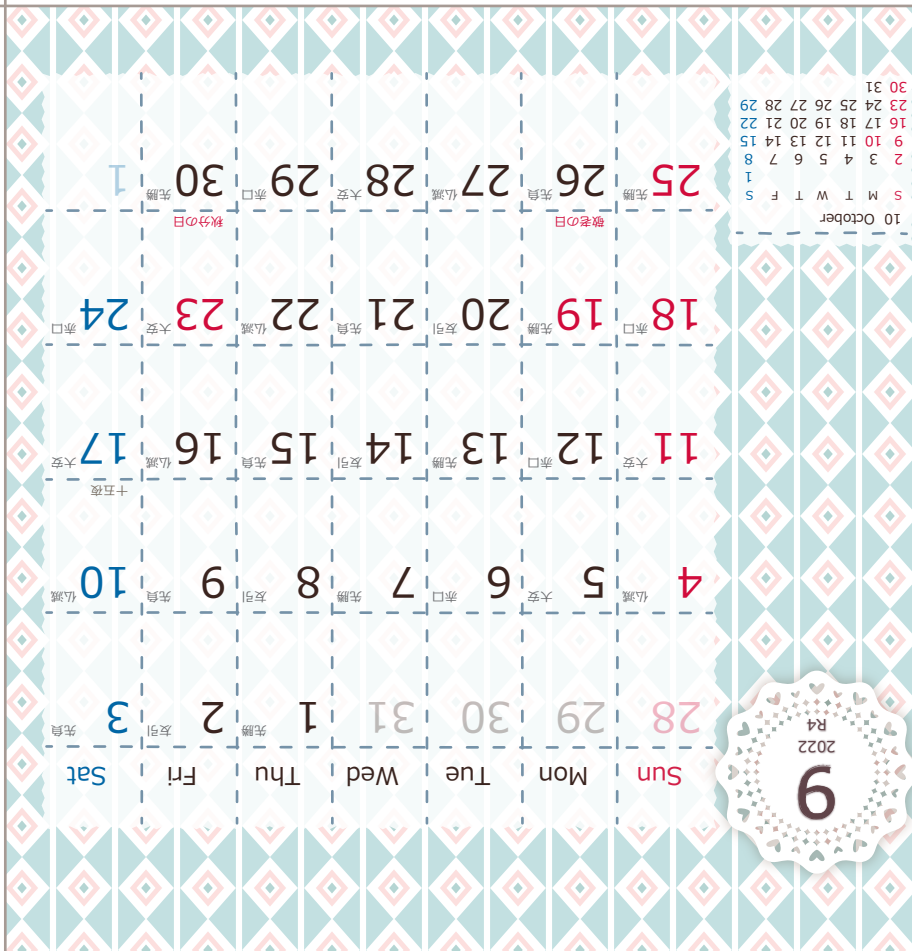 9
2022
R4
Sun Mon Tue Wed Thu Fri Sat
28 29 30 31 1 先勝 2 友引 3 先負
4 仏滅 5 大安 6 赤口 7 先勝 8 友引 9 先負 10 仏滅
十五夜
11 大安 12 赤口 13 先勝 14 友引 15 先負 16 仏滅 17 大安
18 赤口 19 先勝 20 友引 21 先負 22 仏滅 23 大安 24 赤口
敬老の日 秋分の日
25 先勝 26 先負 27 仏滅 28 大安 29 赤口 30 先勝 1
10 October
S M T W T F S
1
2 3 4 5 6 7 8
9 10 11 12 13 14 15
16 17 18 19 20 21 22
23 24 25 26 27 28 29
30 31